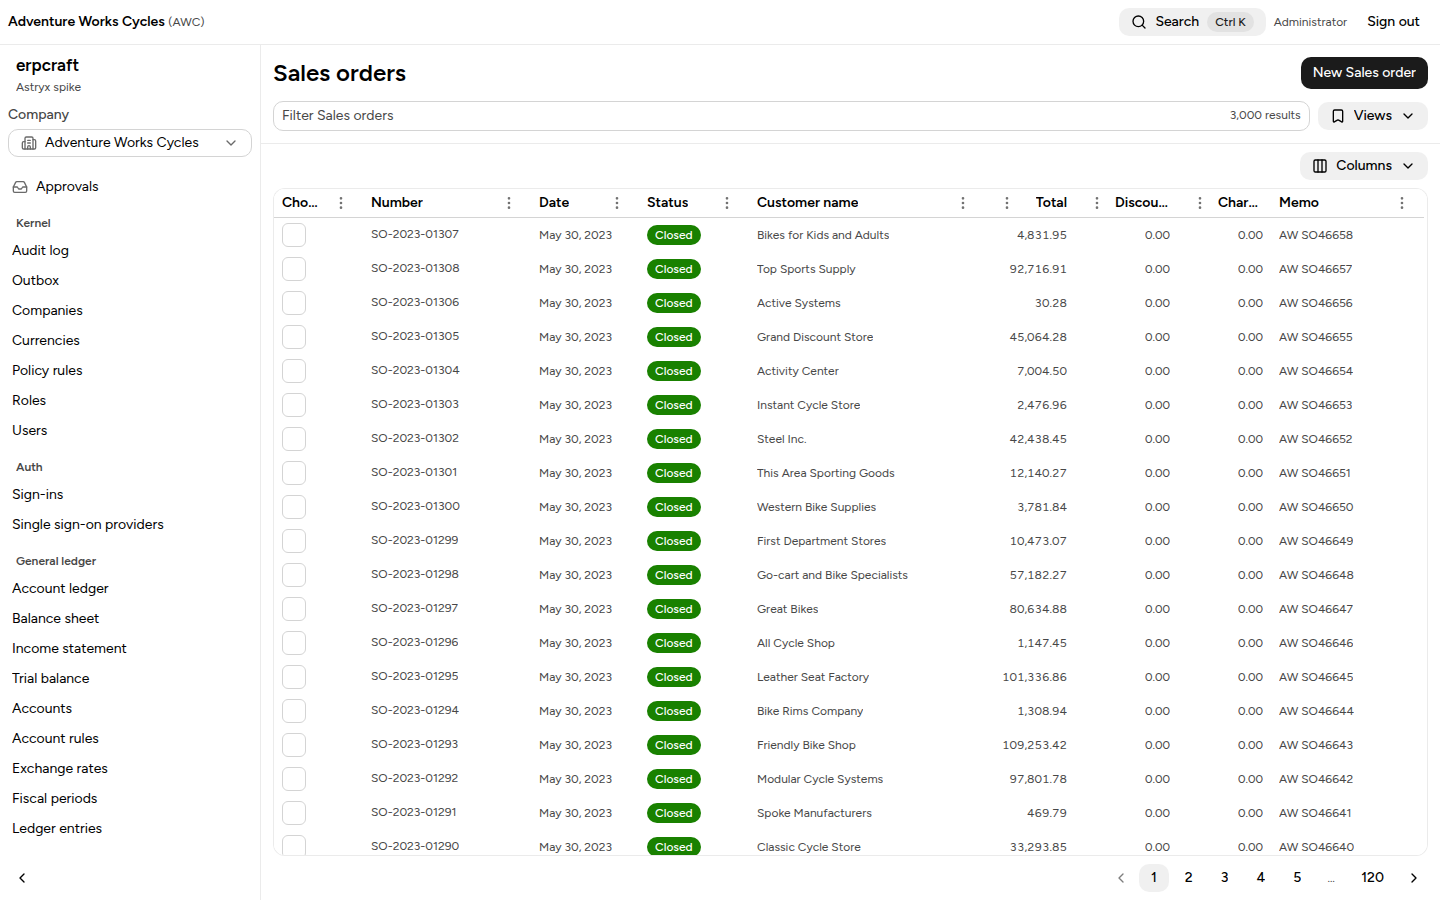 Adventure Works Cycles (AWC)
Search Ctrl K Administrator Sign out
erpcraft
Astryx spike
Company
Adventure Works Cycles
Approvals
Kernel
Audit log
Outbox
Companies
Currencies
Policy rules
Roles
Users
Auth
Sign-ins
Single sign-on providers
General ledger
Account ledger
Balance sheet
Income statement
Trial balance
Accounts
Account rules
Exchange rates
Fiscal periods
Ledger entries
Sales orders
New Sales order
Filter Sales orders 3,000 results
Views
Columns
Cho... Number Date Status Customer name Total Discou... Char... Memo
SO-2023-01307 May 30, 2023 Closed Bikes for Kids and Adults 4,831.95 0.00 0.00 AW SO46658
SO-2023-01308 May 30, 2023 Closed Top Sports Supply 92,716.91 0.00 0.00 AW SO46657
SO-2023-01306 May 30, 2023 Closed Active Systems 30.28 0.00 0.00 AW SO46656
SO-2023-01305 May 30, 2023 Closed Grand Discount Store 45,064.28 0.00 0.00 AW SO46655
SO-2023-01304 May 30, 2023 Closed Activity Center 7,004.50 0.00 0.00 AW SO46654
SO-2023-01303 May 30, 2023 Closed Instant Cycle Store 2,476.96 0.00 0.00 AW SO46653
SO-2023-01302 May 30, 2023 Closed Steel Inc. 42,438.45 0.00 0.00 AW SO46652
SO-2023-01301 May 30, 2023 Closed This Area Sporting Goods 12,140.27 0.00 0.00 AW SO46651
SO-2023-01300 May 30, 2023 Closed Western Bike Supplies 3,781.84 0.00 0.00 AW SO46650
SO-2023-01299 May 30, 2023 Closed First Department Stores 10,473.07 0.00 0.00 AW SO46649
SO-2023-01298 May 30, 2023 Closed Go-cart and Bike Specialists 57,182.27 0.00 0.00 AW SO46648
SO-2023-01297 May 30, 2023 Closed Great Bikes 80,634.88 0.00 0.00 AW SO46647
SO-2023-01296 May 30, 2023 Closed All Cycle Shop 1,147.45 0.00 0.00 AW SO46646
SO-2023-01295 May 30, 2023 Closed Leather Seat Factory 101,336.86 0.00 0.00 AW SO46645
SO-2023-01294 May 30, 2023 Closed Bike Rims Company 1,308.94 0.00 0.00 AW SO46644
SO-2023-01293 May 30, 2023 Closed Friendly Bike Shop 109,253.42 0.00 0.00 AW SO46643
SO-2023-01292 May 30, 2023 Closed Modular Cycle Systems 97,801.78 0.00 0.00 AW SO46642
SO-2023-01291 May 30, 2023 Closed Spoke Manufacturers 469.79 0.00 0.00 AW SO46641
SO-2023-01290 May 30, 2023 Closed Classic Cycle Store 33,293.85 0.00 0.00 AW SO46640
1 2 3 4 5 ... 120